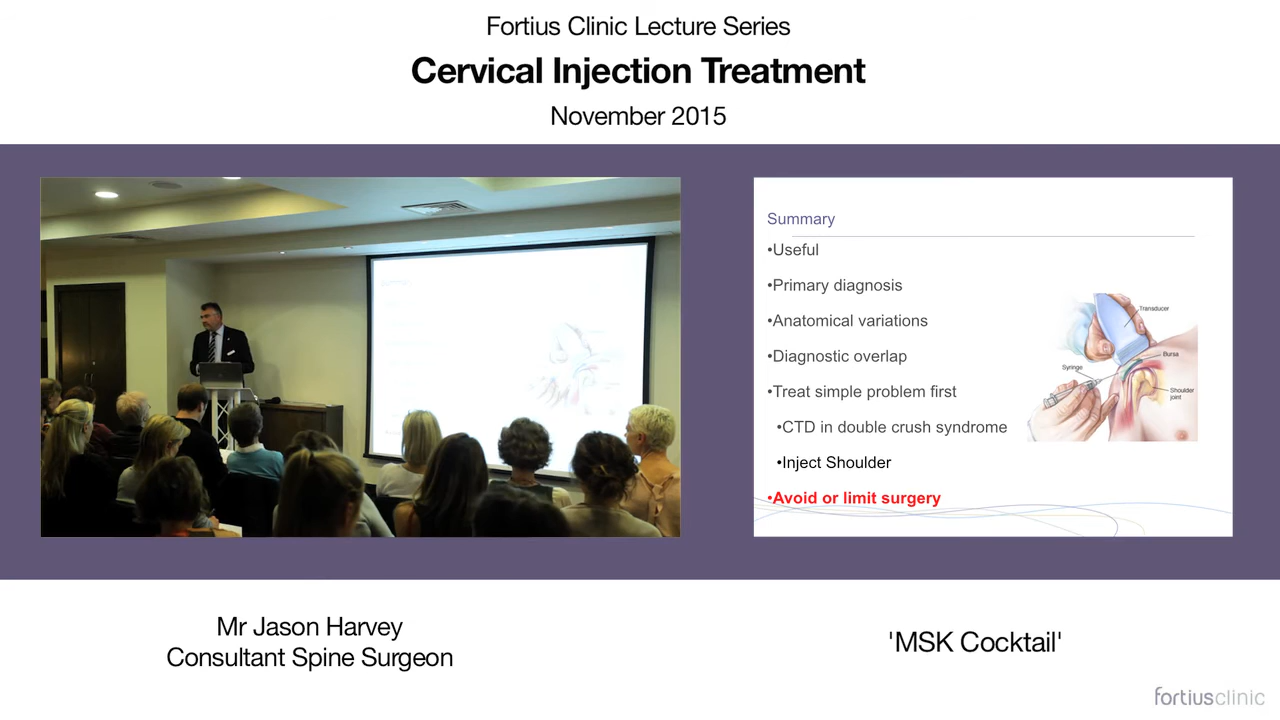 Fortius Clinic Lecture Series
Cervical Injection Treatment
November 2015
Summary
•Useful
•Primary diagnosis
•Anatomical variations
•Diagnostic overlap
•Treat simple problem first
•CTD in double crush syndrome
•Inject Shoulder
•Avoid or limit surgery
Transducer
Bursa
Syringe
Shoulder
joint
Mr Jason Harvey
Consultant Spine Surgeon
'MSK Cocktail'
fortiusclinic